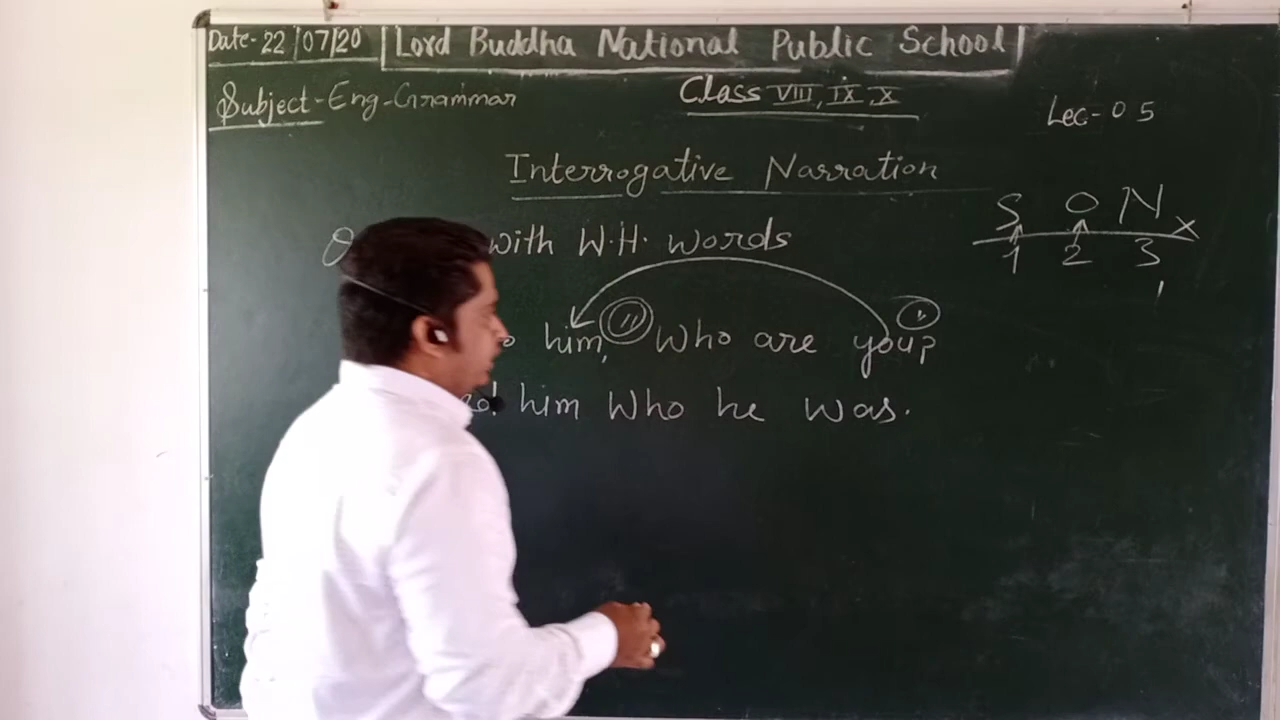 Date- 22/07/20 Lord Buddha National Public School
Subject-Eng-Grammar Class VIII, IX, X Lec-05
Interrogative Narration
with W.H. words
S O N x
1 2 3
him, " Who are you?
him Who he was.